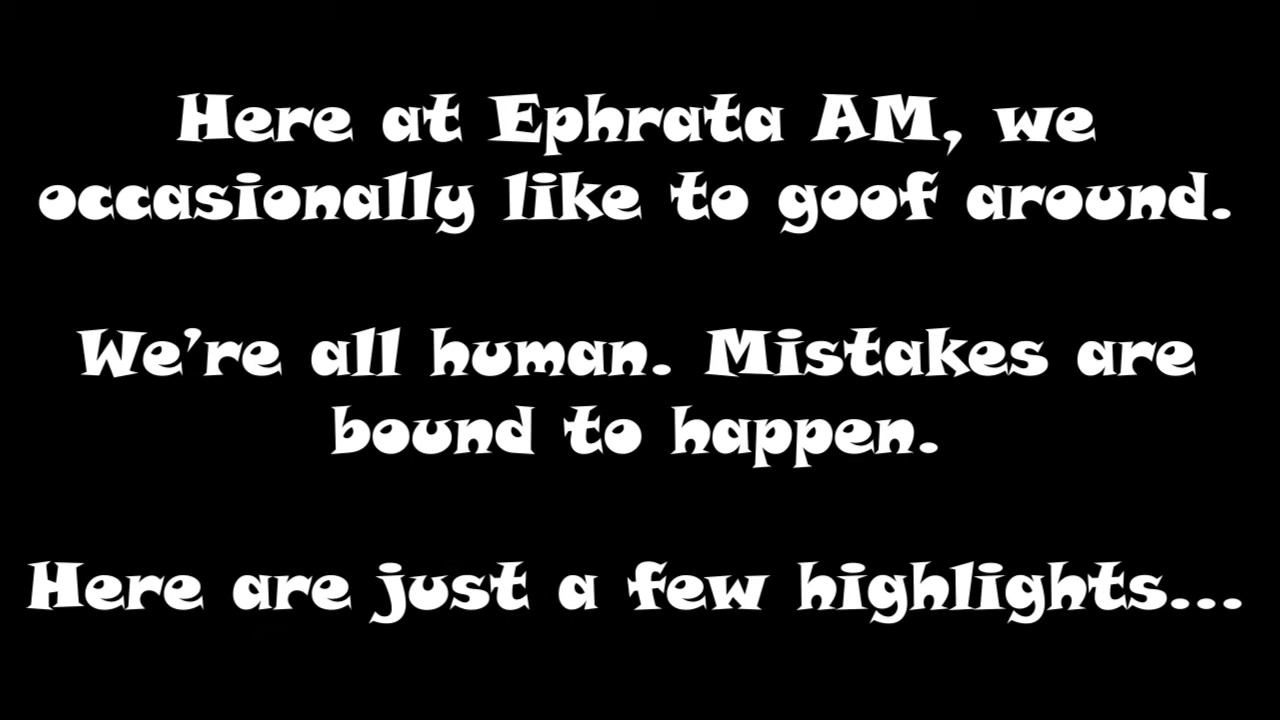 Here at Ephrata AM, we
occasionally like to goof around.
We’re all human. Mistakes are
bound to happen.
Here are just a few highlights...